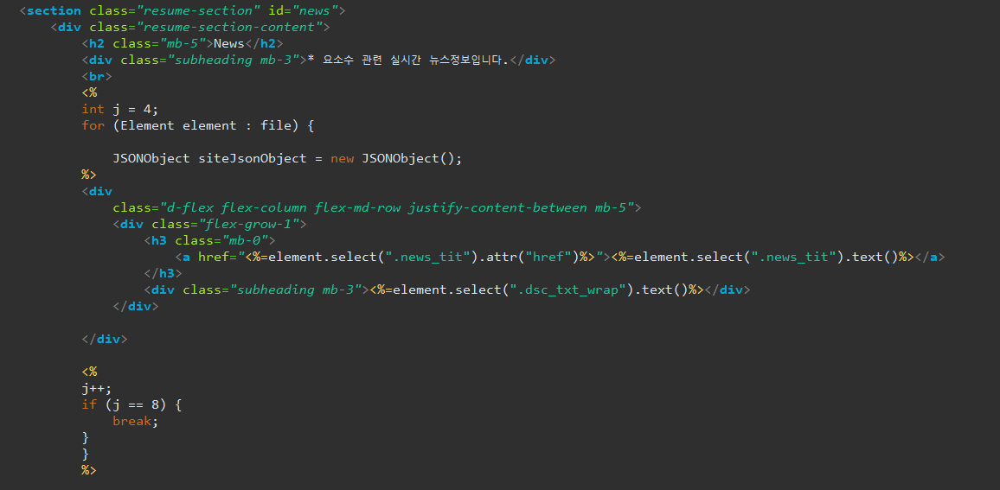 <section class="resume-section" id="news">
<div class="resume-section-content">
<h2 class="mb-5">News</h2>
<div class="subheading mb-3">* 요소수 관련 실시간 뉴스정보입니다.</div>
<br>
<%
int j = 4;
for (Element element : file) {
JSONObject siteJsonObject = new JSONObject();
%>
<div
class="d-flex flex-column flex-md-row justify-content-between mb-5">
<div class="flex-grow-1">
<h3 class="mb-0">
<a href="<%=element.select(".news_tit").attr("href")%>"><%=element.select(".news_tit").text()%></a>
</h3>
<div class="subheading mb-3"><%=element.select(".dsc_txt_wrap").text()%></div>
</div>
</div>
<%
j++;
if (j == 8) {
break;
}
}
%>